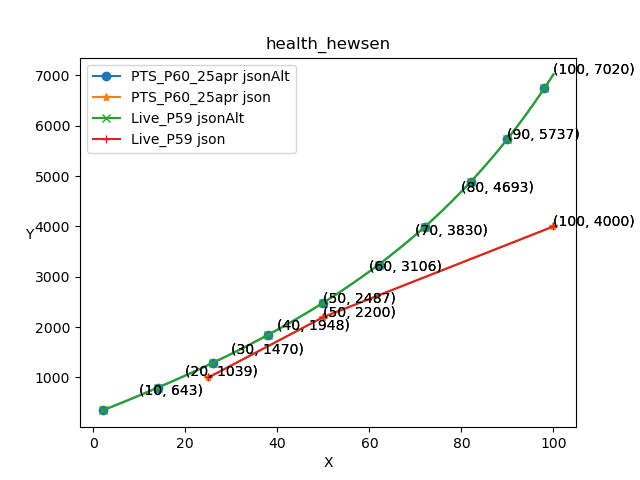 health_hewsen
PTS_P60_25apr jsonAlt
PTS_P60_25apr json
Live_P59 jsonAlt
Live_P59 json
(100, 7020)
(90, 5737)
(80, 4693)
(100, 4000)
(70, 3830)
(60, 3106)
(50, 2487)
(50, 2200)
(40, 1948)
(30, 1470)
(20, 1039)
(10, 643)
7000
6000
5000
4000
3000
2000
1000
Y
0 20 40 60 80 100
X